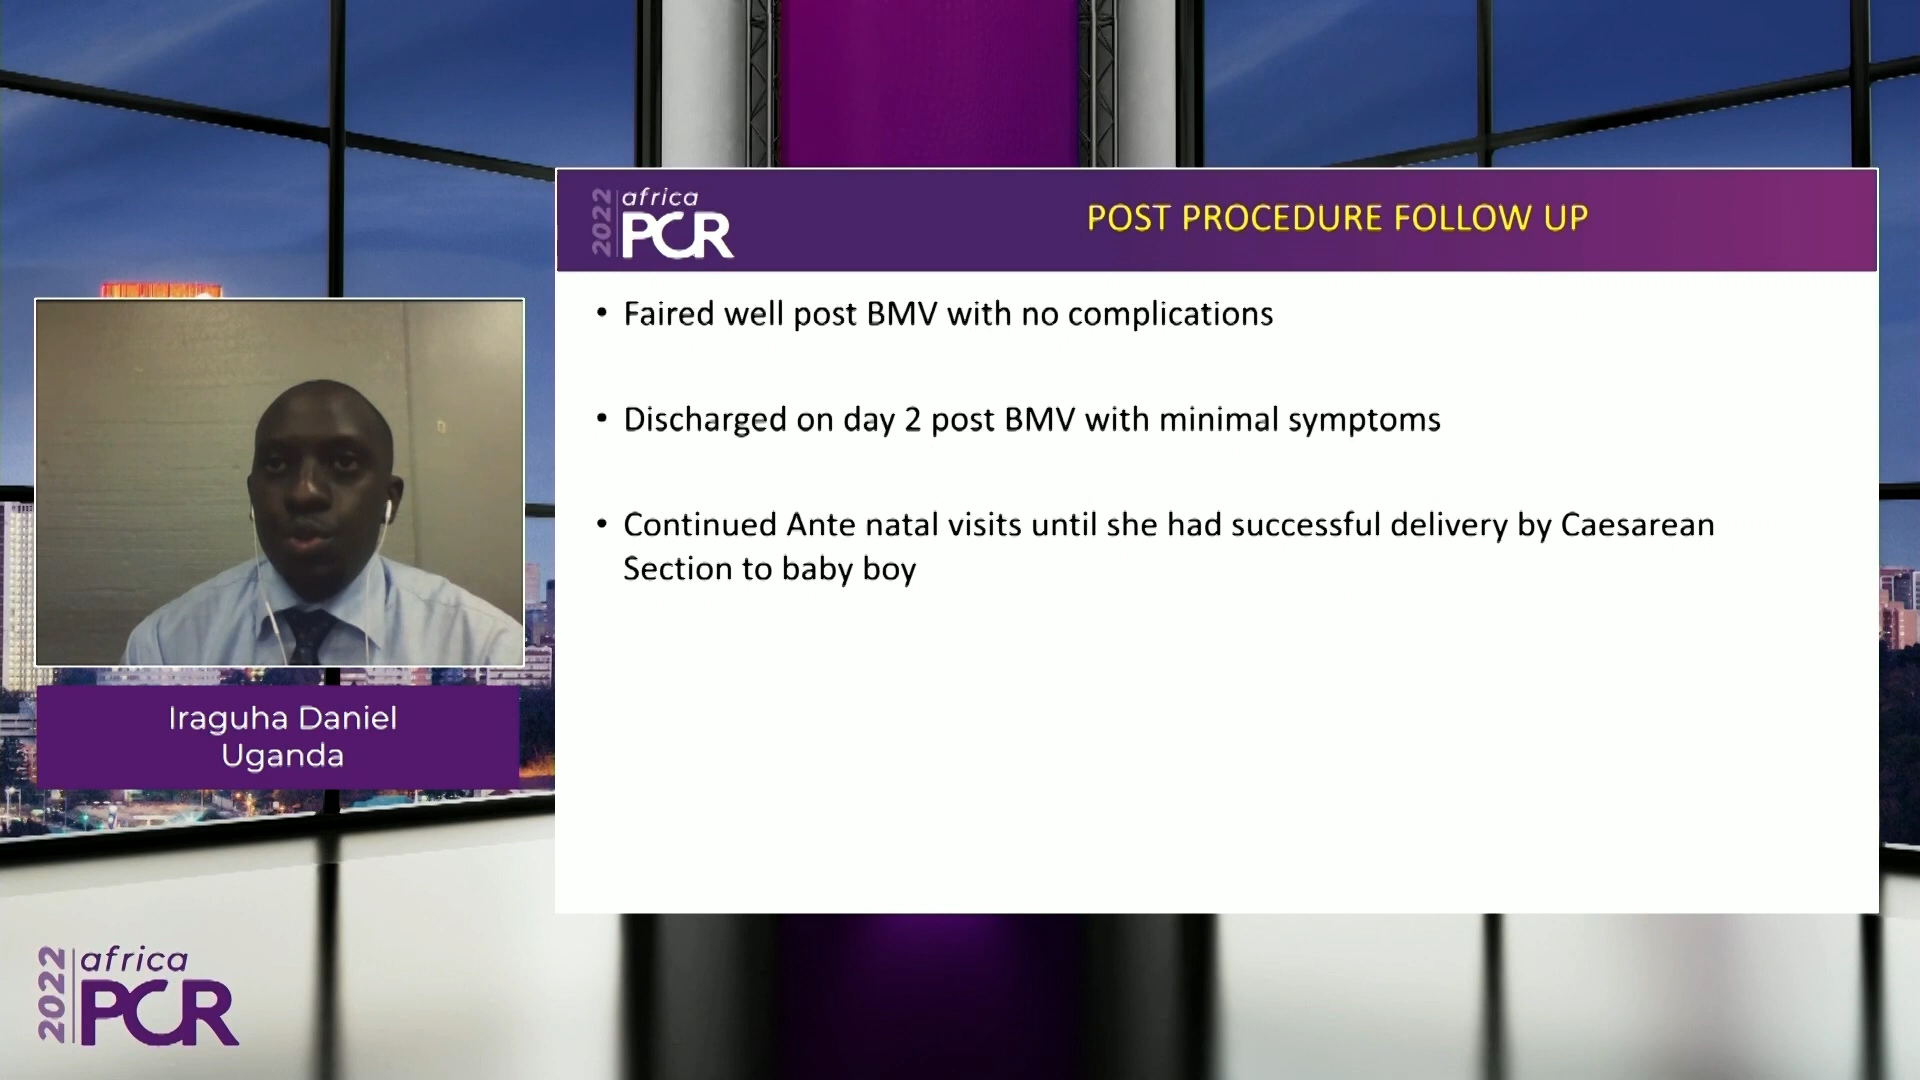 2022 africa
PCR
POST PROCEDURE FOLLOW UP
• Faired well post BMV with no complications
• Discharged on day 2 post BMV with minimal symptoms
• Continued Ante natal visits until she had successful delivery by Caesarean
Section to baby boy
Iraguha Daniel
Uganda
2022 africa
PCR